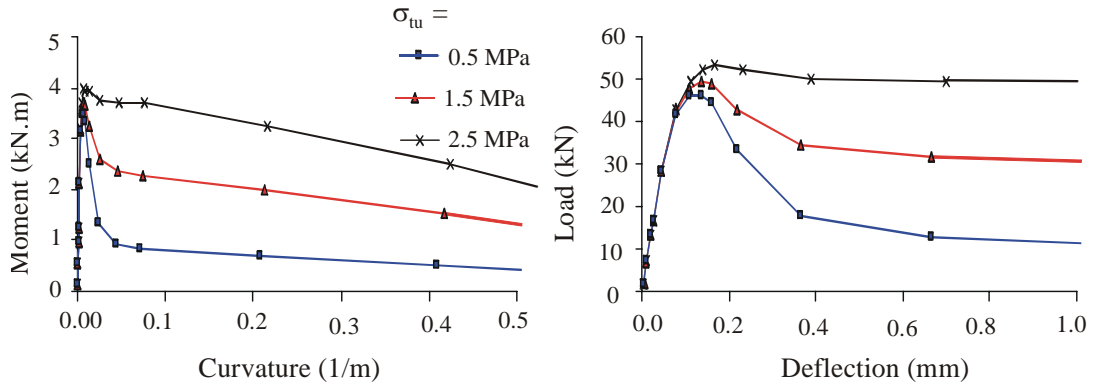 σtu =
0.5 MPa
1.5 MPa
2.5 MPa
Moment (kN.m)
5
4
3
2
1
0
0.00 0.1 0.2 0.3 0.4 0.5
Curvature (1/m)
Load (kN)
60
50
40
30
20
10
0
0.0 0.2 0.4 0.6 0.8 1.0
Deflection (mm)